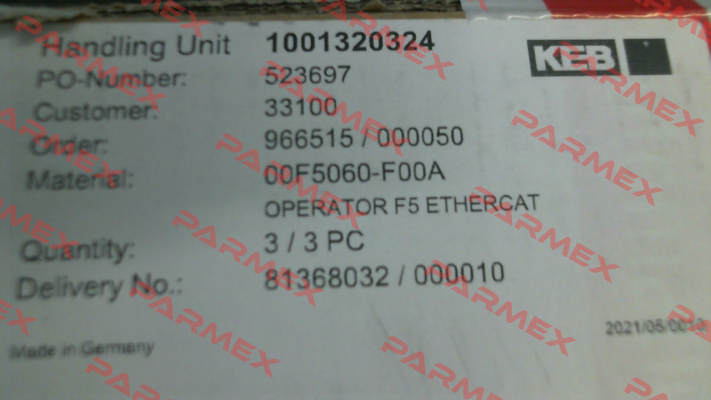 Handling Unit 1001320324
KEB
PO-Number: 523697
Customer: 33100
Order: 966515 / 000050
Material: 00F5060-F00A
OPERATOR F5 ETHERCAT
Quantity: 3 / 3 PC
Delivery No.: 81368032 / 000010
Made in Germany
PARMEX